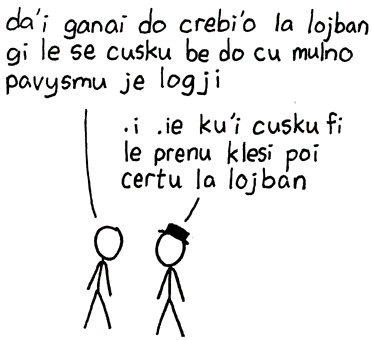 da'i ganai do crebi'o la lojban
gi le se cusku be do cu mulno
pavysmu je logji
.i .ie ku'i cusku fi
le prenu klesi poi
certu la lojban